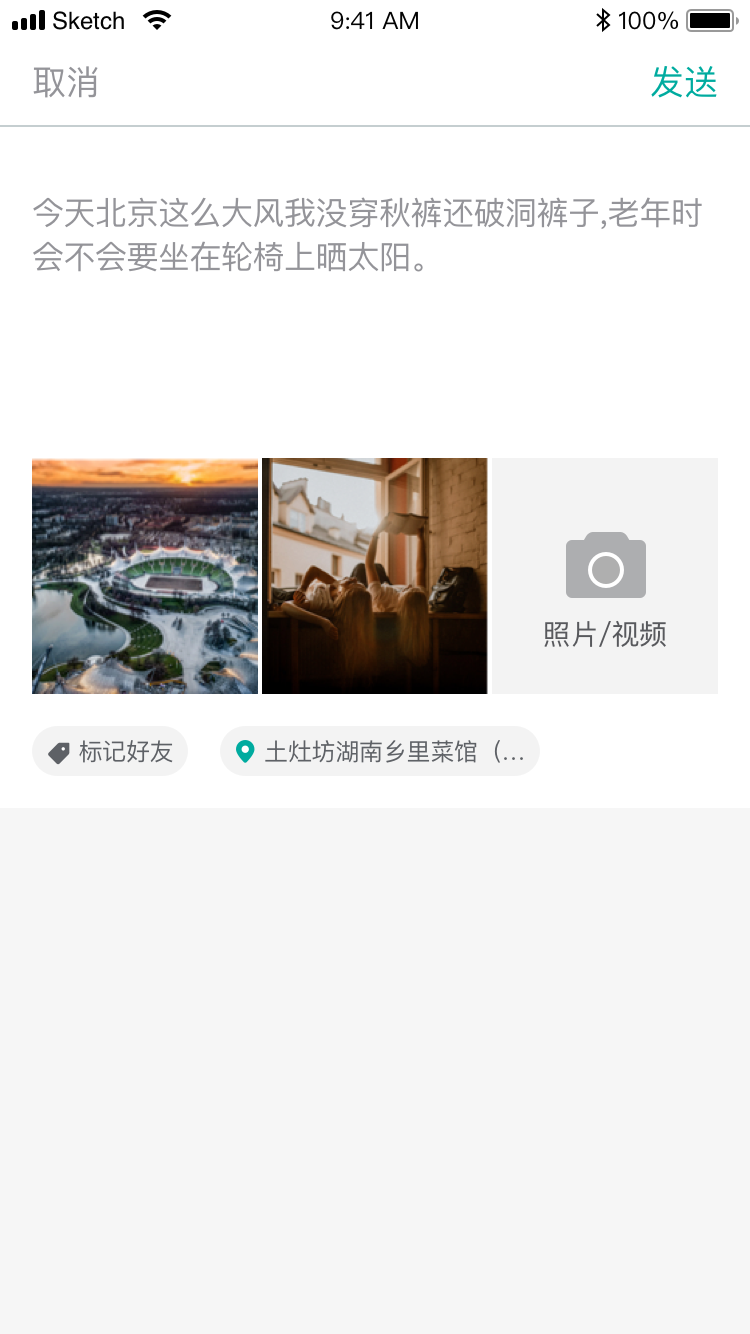 Sketch 9:41 AM 100%
取消 发送
今天北京这么大风我没穿秋裤还破洞裤子,老年时
会不会要坐在轮椅上晒太阳。
照片/视频
标记好友 土灶坊湖南乡里菜馆（...